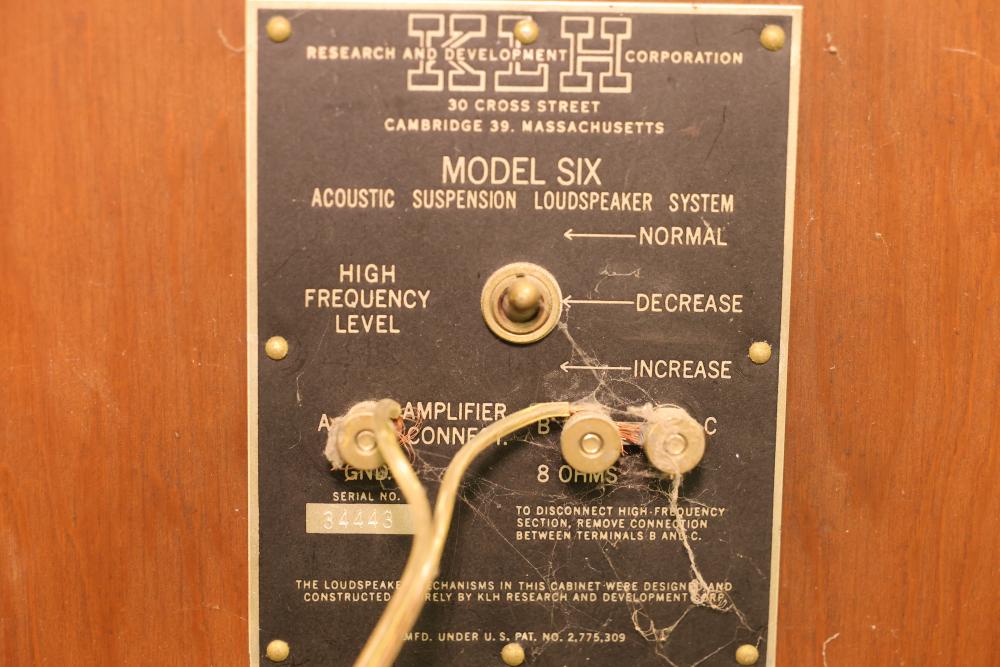 KLH
RESEARCH AND DEVELOPMENT CORPORATION
30 CROSS STREET
CAMBRIDGE 39, MASSACHUSETTS
MODEL SIX
ACOUSTIC SUSPENSION LOUDSPEAKER SYSTEM
NORMAL
HIGH
FREQUENCY
LEVEL
DECREASE
INCREASE
A AMPLIFIER B C
CONNECT.
GND. 8 OHMS
SERIAL NO.
34443
TO DISCONNECT HIGH-FREQUENCY
SECTION, REMOVE CONNECTION
BETWEEN TERMINALS B AND C.
THE LOUDSPEAKER MECHANISMS IN THIS CABINET WERE DESIGNED AND
CONSTRUCTED BY KLH RESEARCH AND DEVELOPMENT CORP.
MFD. UNDER U.S. PAT. NO. 2,775,309